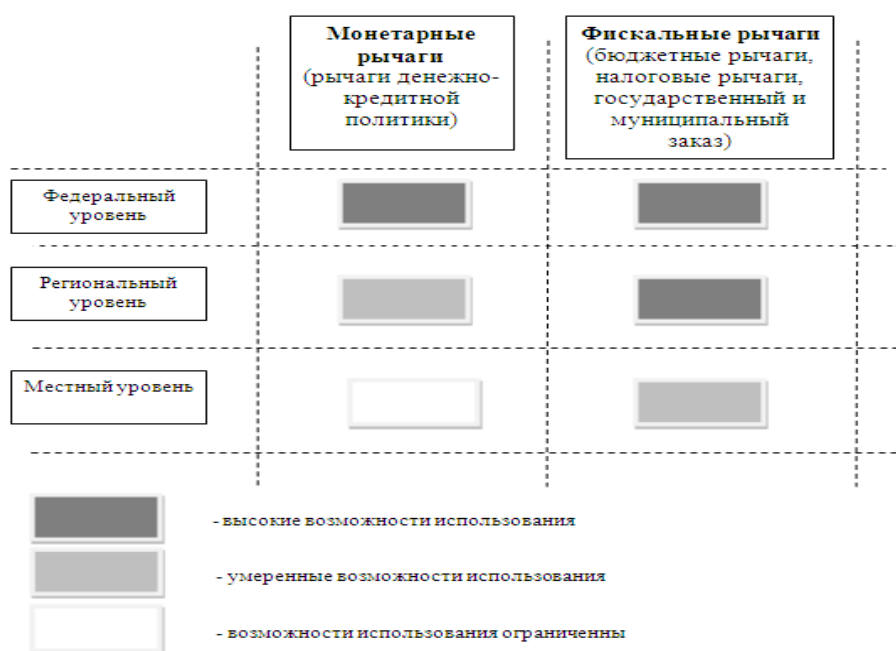 Монетарные
рычаги
(рычаги денежно-
кредитной
политики)
Фискальные рычаги
(бюджетные рычаги,
налоговые рычаги,
государственный и
муниципальный
заказ)
Федеральный
уровень
Региональный
уровень
Местный уровень
- высокие возможности использования
- умеренные возможности использования
- возможности использования ограниченны